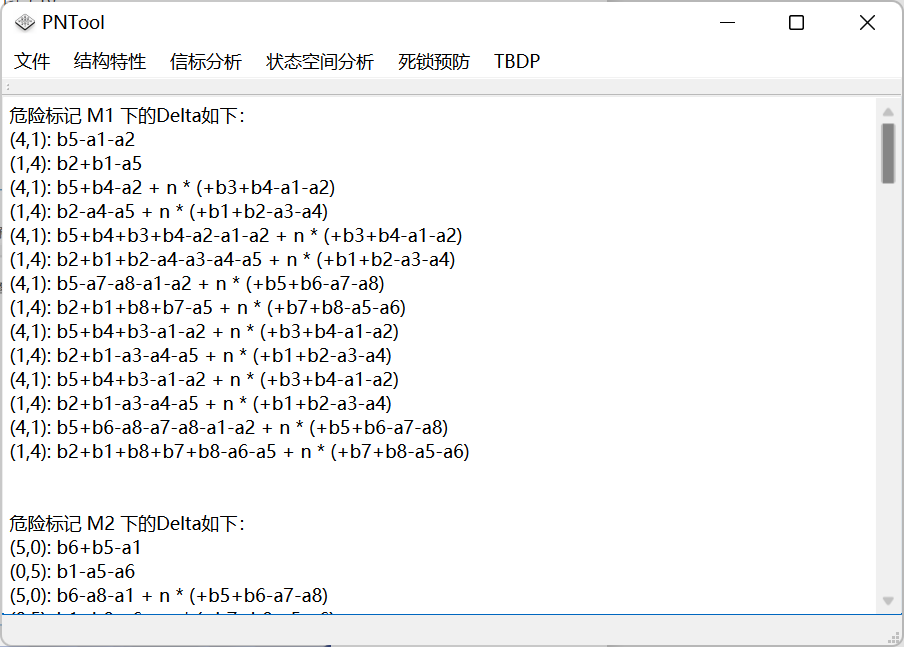 PNTool
文件 结构特性 信标分析 状态空间分析 死锁预防 TBDP
危险标记 M1 下的Delta如下：
(4,1): b5-a1-a2
(1,4): b2+b1-a5
(4,1): b5+b4-a2 + n * (+b3+b4-a1-a2)
(1,4): b2-a4-a5 + n * (+b1+b2-a3-a4)
(4,1): b5+b4+b3+b4-a2-a1-a2 + n * (+b3+b4-a1-a2)
(1,4): b2+b1+b2-a4-a3-a4-a5 + n * (+b1+b2-a3-a4)
(4,1): b5-a7-a8-a1-a2 + n * (+b5+b6-a7-a8)
(1,4): b2+b1+b8+b7-a5 + n * (+b7+b8-a5-a6)
(4,1): b5+b4+b3-a1-a2 + n * (+b3+b4-a1-a2)
(1,4): b2+b1-a3-a4-a5 + n * (+b1+b2-a3-a4)
(4,1): b5+b4+b3-a1-a2 + n * (+b3+b4-a1-a2)
(1,4): b2+b1-a3-a4-a5 + n * (+b1+b2-a3-a4)
(4,1): b5+b6-a8-a7-a8-a1-a2 + n * (+b5+b6-a7-a8)
(1,4): b2+b1+b8+b7+b8-a6-a5 + n * (+b7+b8-a5-a6)
危险标记 M2 下的Delta如下：
(5,0): b6+b5-a1
(0,5): b1-a5-a6
(5,0): b6-a8-a1 + n * (+b5+b6-a7-a8)